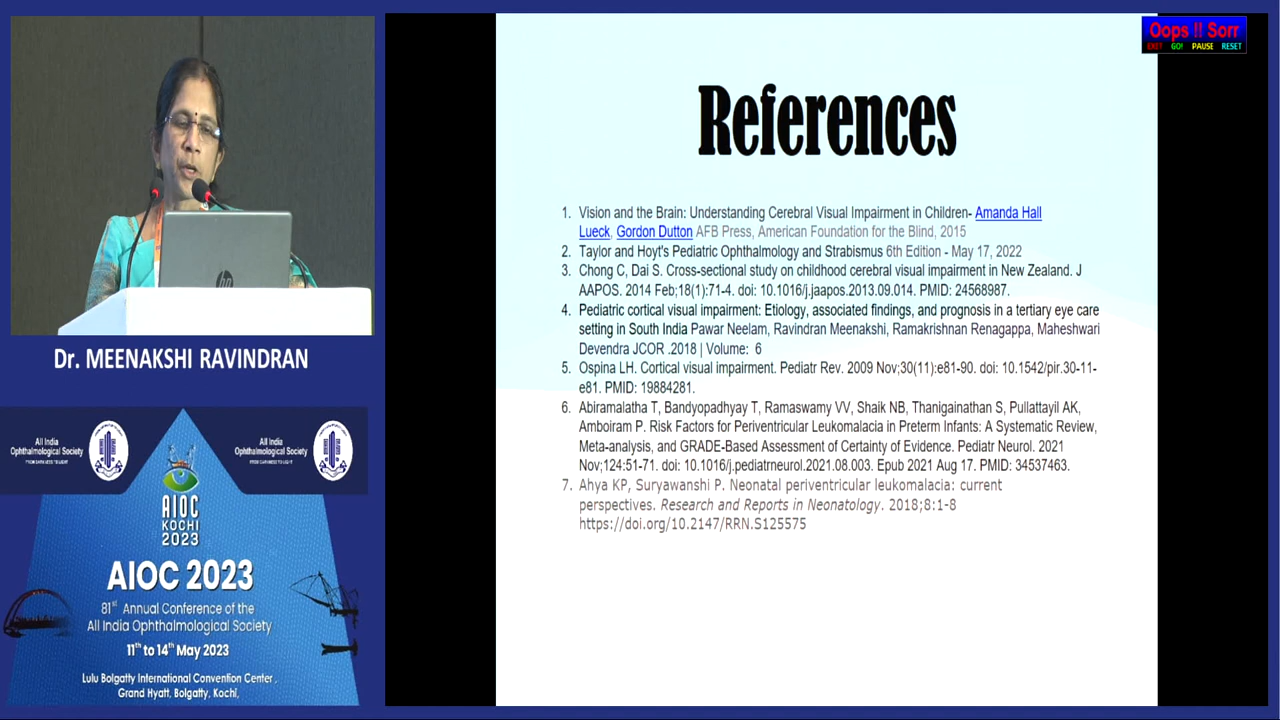 Oops !! Sorr
EXIT GO! PAUSE RESET
References
1. Vision and the Brain: Understanding Cerebral Visual Impairment in Children- Amanda Hall
Lueck, Gordon Dutton AFB Press, American Foundation for the Blind, 2015
2. Taylor and Hoyt's Pediatric Ophthalmology and Strabismus 6th Edition - May 17, 2022
3. Chong C, Dai S. Cross-sectional study on childhood cerebral visual impairment in New Zealand. J
AAPOS. 2014 Feb;18(1):71-4. doi: 10.1016/j.jaapos.2013.09.014. PMID: 24568987.
4. Pediatric cortical visual impairment: Etiology, associated findings, and prognosis in a tertiary eye care
setting in South India Pawar Neelam, Ravindran Meenakshi, Ramakrishnan Renagappa, Maheshwari
Devendra JCOR .2018 | Volume: 6
5. Ospina LH. Cortical visual impairment. Pediatr Rev. 2009 Nov;30(11):e81-90. doi: 10.1542/pir.30-11-
e81. PMID: 19884281.
6. Abiramalatha T, Bandyopadhyay T, Ramaswamy VV, Shaik NB, Thanigainathan S, Pullattayil AK,
Amboiram P. Risk Factors for Periventricular Leukomalacia in Preterm Infants: A Systematic Review,
Meta-analysis, and GRADE-Based Assessment of Certainty of Evidence. Pediatr Neurol. 2021
Nov;124:51-71. doi: 10.1016/j.pediatrneurol.2021.08.003. Epub 2021 Aug 17. PMID: 34537463.
7. Ahya KP, Suryawanshi P. Neonatal periventricular leukomalacia: current
perspectives. Research and Reports in Neonatology. 2018;8:1-8
https://doi.org/10.2147/RRN.S125575
hp
Dr. MEENAKSHI RAVINDRAN
All India
Ophthalmological Society
FROM DARKNESS TO LIGHT
All India
Ophthalmological Society
FROM DARKNESS TO LIGHT
AIOC
KOCHI
2023
AIOC 2023
81st Annual Conference of the
All India Ophthalmological Society
11th to 14th May 2023
Lulu Bolgatty International Convention Center ,
Grand Hyatt, Bolgatty, Kochi,